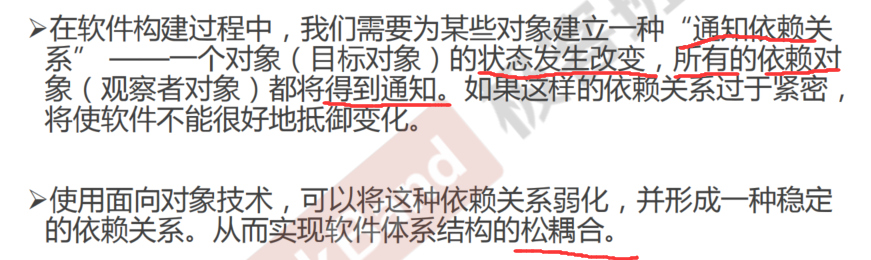 ➢在软件构建过程中，我们需要为某些对象建立一种“通知依赖关
系” ——一个对象（目标对象）的状态发生改变，所有的依赖对
象（观察者对象）都将得到通知。如果这样的依赖关系过于紧密，
将使软件不能很好地抵御变化。
➢使用面向对象技术，可以将这种依赖关系弱化，并形成一种稳定
的依赖关系。从而实现软件体系结构的松耦合。